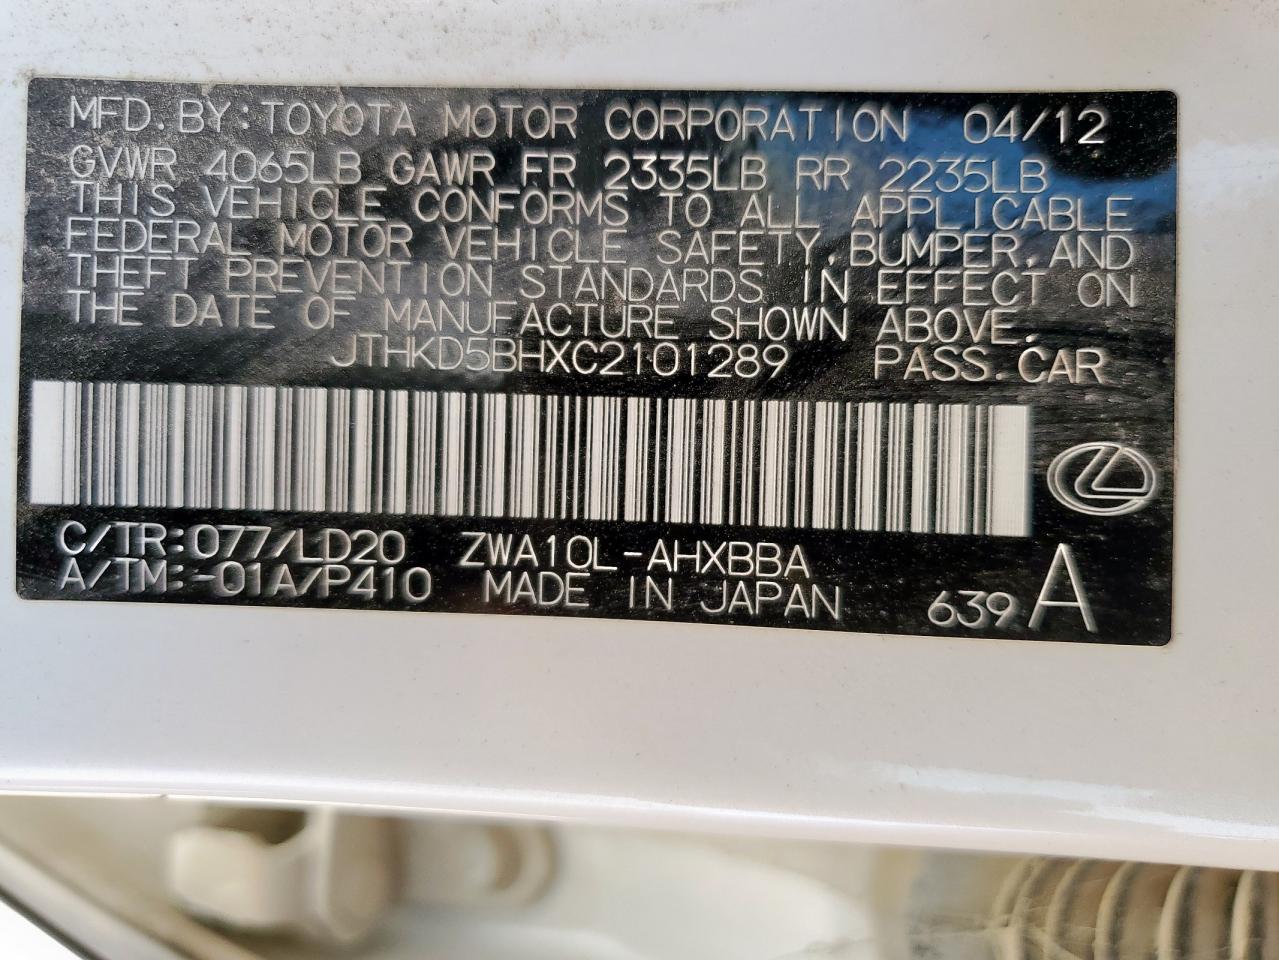 MFD. BY: TOYOTA MOTOR CORPORATION 04/12
GVWR 4065LB GAWR FR 2335LB RR 2235LB
THIS VEHICLE CONFORMS TO ALL APPLICABLE
FEDERAL MOTOR VEHICLE SAFETY, BUMPER, AND
THEFT PREVENTION STANDARDS IN EFFECT ON
THE DATE OF MANUFACTURE SHOWN ABOVE.
JTHKD5BHXC2101289 PASS. CAR
C/TR: 077/LD20 ZWA10L-AHXBBA
A/TM: -01A/P410 MADE IN JAPAN 639 A